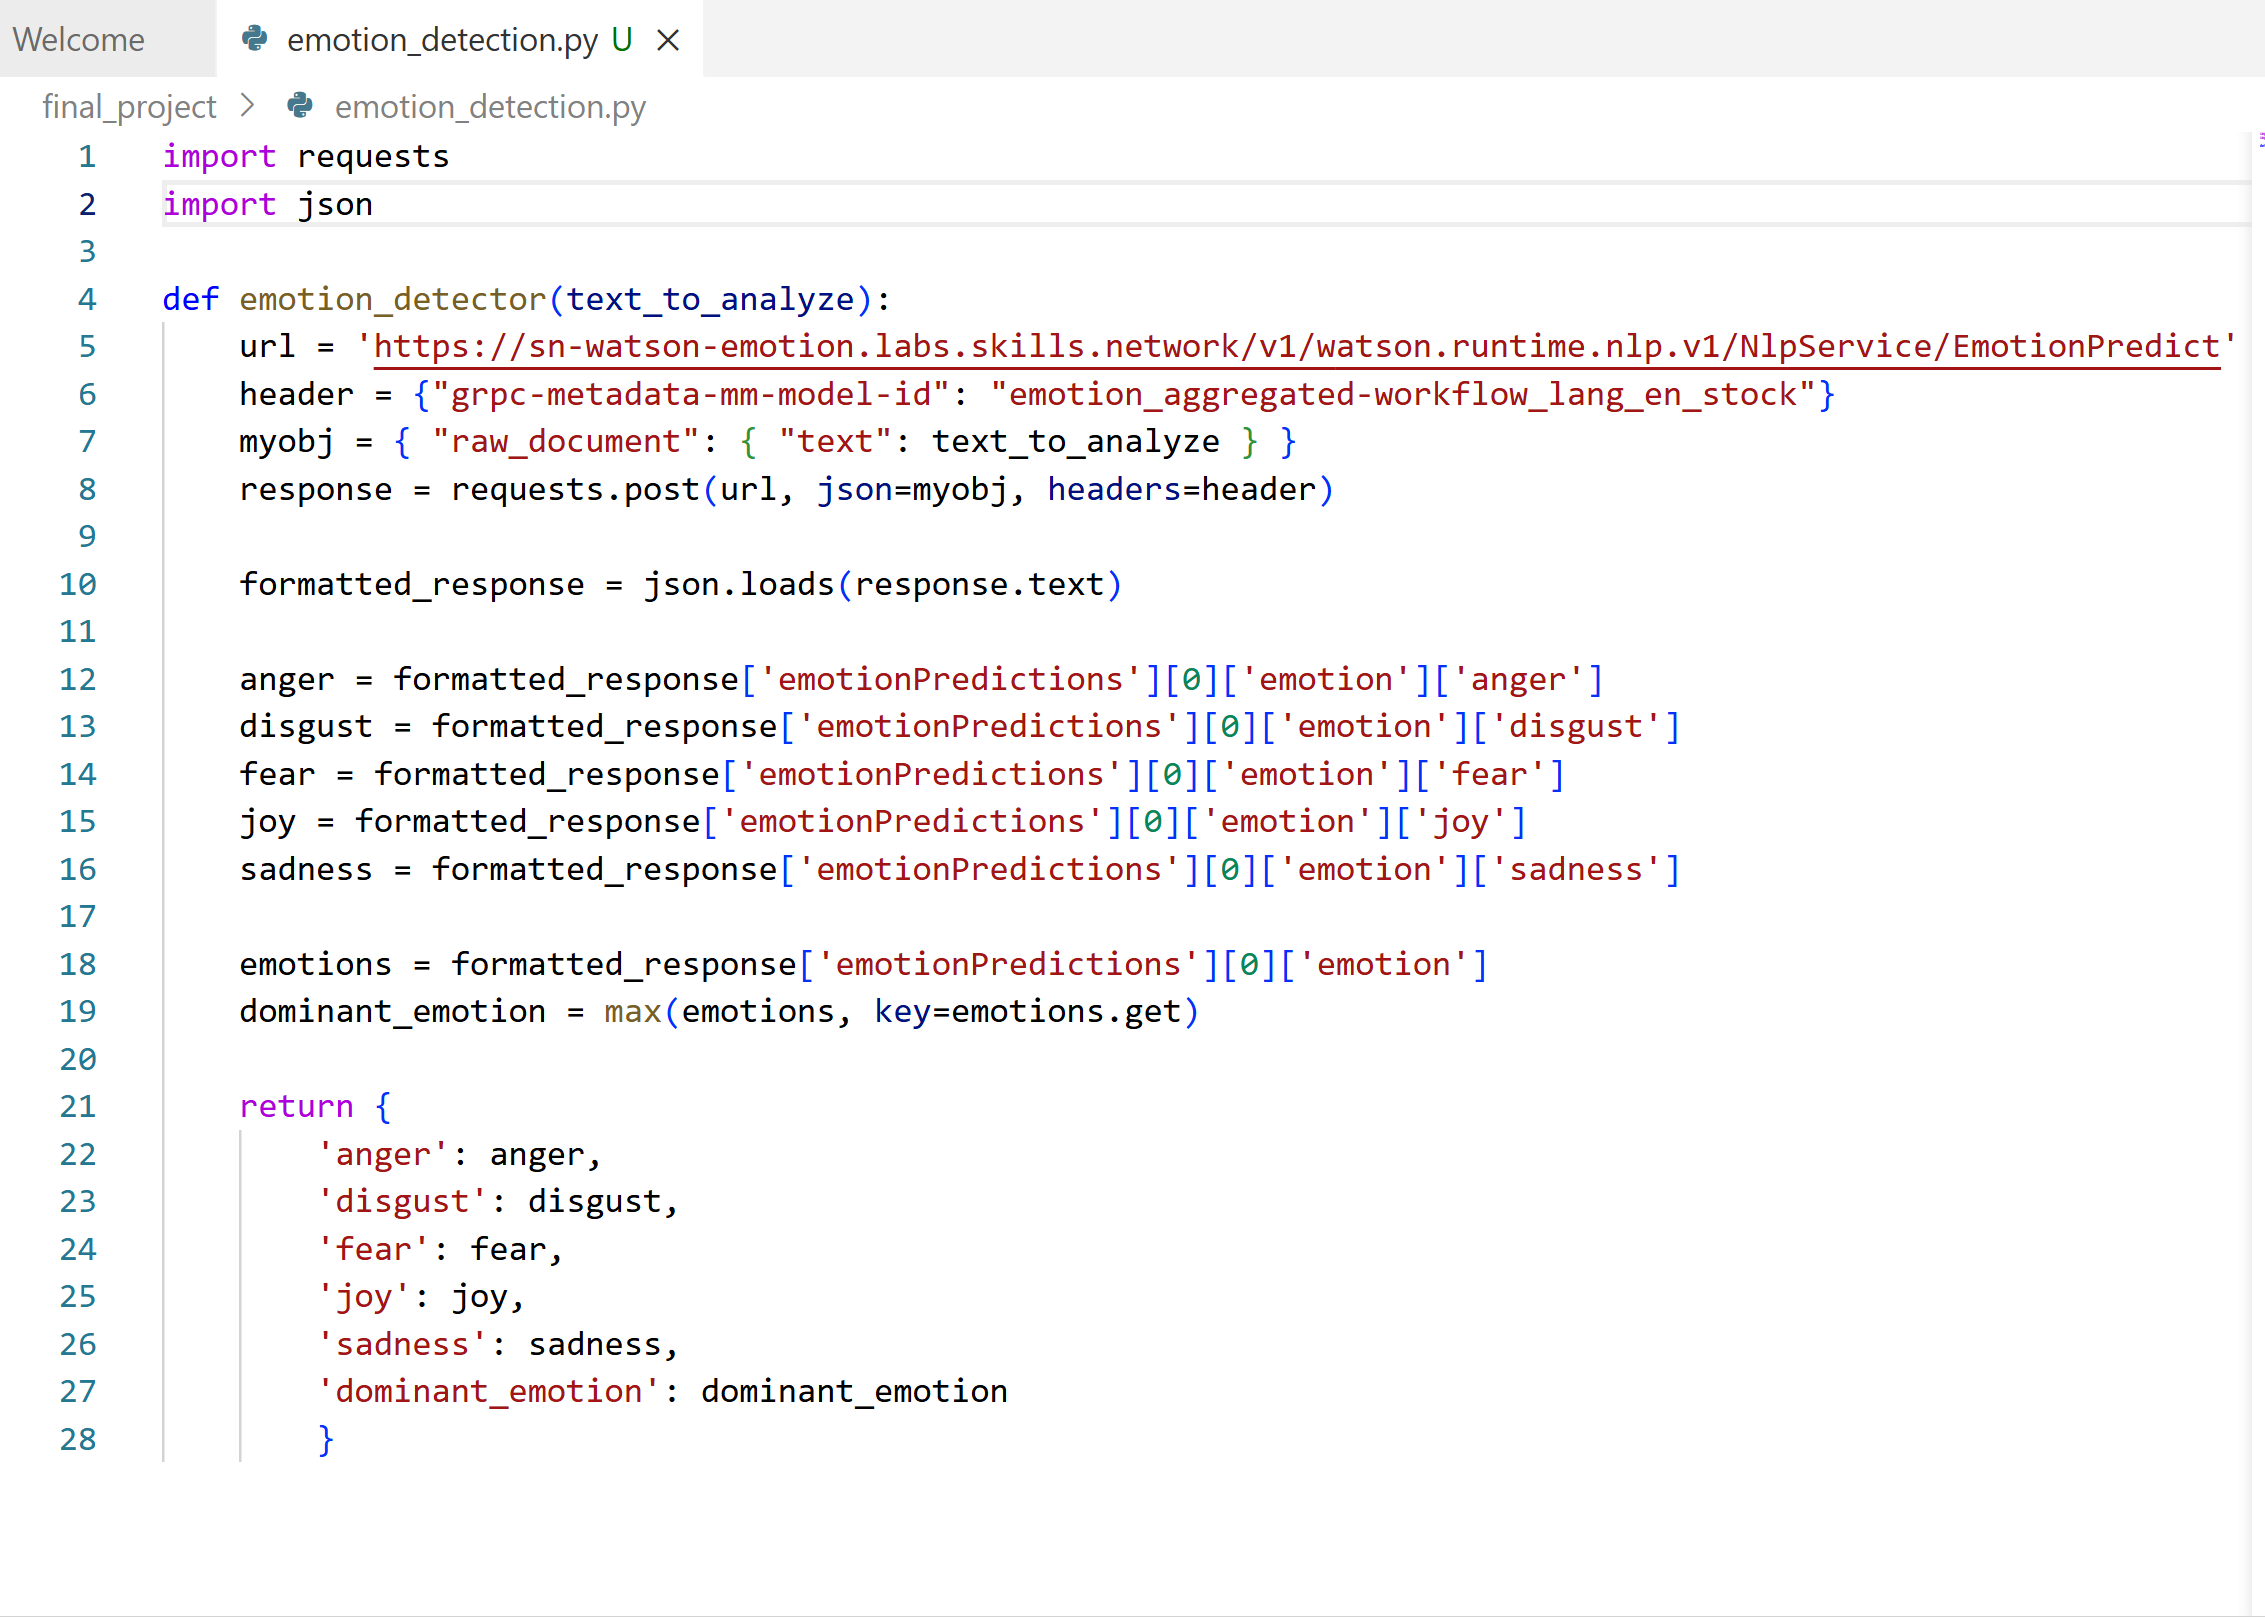 Welcome
emotion_detection.py U
final_project > emotion_detection.py
1 import requests
2 import json
3
4 def emotion_detector(text_to_analyze):
5     url = 'https://sn-watson-emotion.labs.skills.network/v1/watson.runtime.nlp.v1/NlpService/EmotionPredict'
6     header = {"grpc-metadata-mm-model-id": "emotion_aggregated-workflow_lang_en_stock"}
7     myobj = { "raw_document": { "text": text_to_analyze } }
8     response = requests.post(url, json=myobj, headers=header)
9
10     formatted_response = json.loads(response.text)
11
12     anger = formatted_response['emotionPredictions'][0]['emotion']['anger']
13     disgust = formatted_response['emotionPredictions'][0]['emotion']['disgust']
14     fear = formatted_response['emotionPredictions'][0]['emotion']['fear']
15     joy = formatted_response['emotionPredictions'][0]['emotion']['joy']
16     sadness = formatted_response['emotionPredictions'][0]['emotion']['sadness']
17
18     emotions = formatted_response['emotionPredictions'][0]['emotion']
19     dominant_emotion = max(emotions, key=emotions.get)
20
21     return {
22         'anger': anger,
23         'disgust': disgust,
24         'fear': fear,
25         'joy': joy,
26         'sadness': sadness,
27         'dominant_emotion': dominant_emotion
28         }